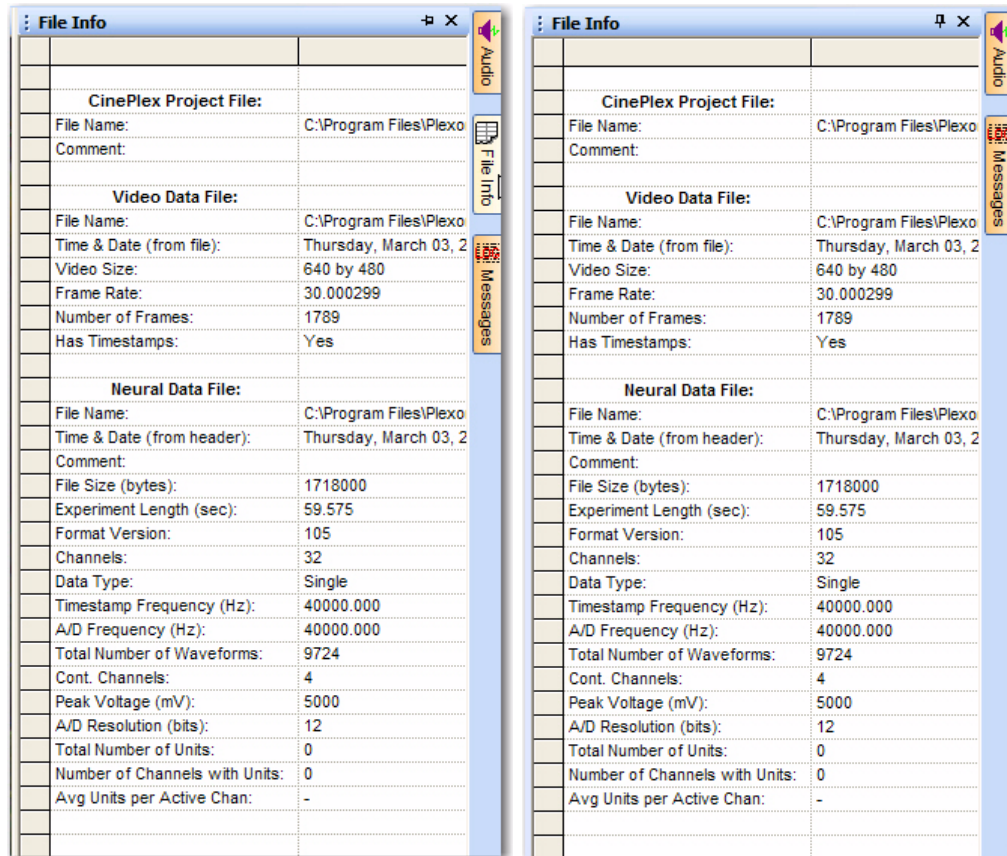 File Info
CinePlex Project File:
File Name: C:\Program Files\Plexo
Comment:
Video Data File:
File Name: C:\Program Files\Plexo
Time & Date (from file): Thursday, March 03, 2
Video Size: 640 by 480
Frame Rate: 30.000299
Number of Frames: 1789
Has Timestamps: Yes
Neural Data File:
File Name: C:\Program Files\Plexo
Time & Date (from header): Thursday, March 03, 2
Comment:
File Size (bytes): 1718000
Experiment Length (sec): 59.575
Format Version: 105
Channels: 32
Data Type: Single
Timestamp Frequency (Hz): 40000.000
A/D Frequency (Hz): 40000.000
Total Number of Waveforms: 9724
Cont. Channels: 4
Peak Voltage (mV): 5000
A/D Resolution (bits): 12
Total Number of Units: 0
Number of Channels with Units: 0
Avg Units per Active Chan: -
Audio
File Info
Messages
File Info
CinePlex Project File:
File Name: C:\Program Files\Plexo
Comment:
Video Data File:
File Name: C:\Program Files\Plexo
Time & Date (from file): Thursday, March 03, 2
Video Size: 640 by 480
Frame Rate: 30.000299
Number of Frames: 1789
Has Timestamps: Yes
Neural Data File:
File Name: C:\Program Files\Plexo
Time & Date (from header): Thursday, March 03, 2
Comment:
File Size (bytes): 1718000
Experiment Length (sec): 59.575
Format Version: 105
Channels: 32
Data Type: Single
Timestamp Frequency (Hz): 40000.000
A/D Frequency (Hz): 40000.000
Total Number of Waveforms: 9724
Cont. Channels: 4
Peak Voltage (mV): 5000
A/D Resolution (bits): 12
Total Number of Units: 0
Number of Channels with Units: 0
Avg Units per Active Chan: -
Audio
Messages